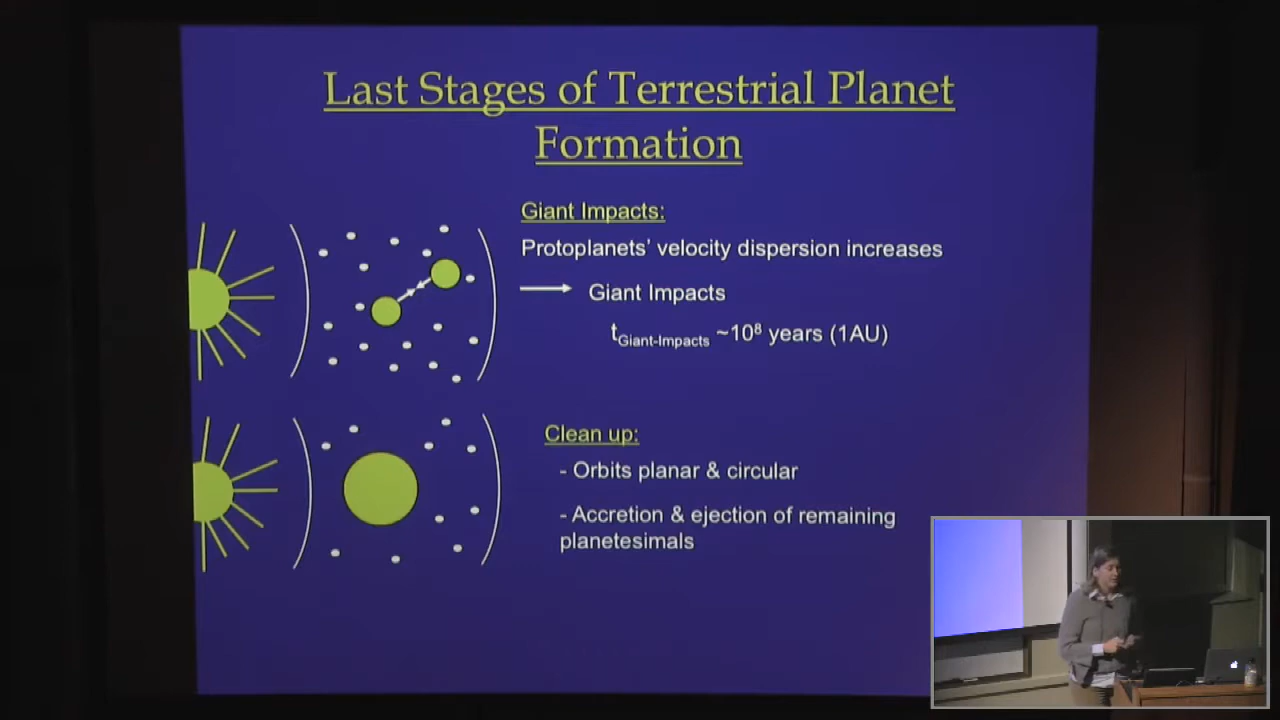 Last Stages of Terrestrial Planet
Formation
Giant Impacts:
Protoplanets’ velocity dispersion increases
Giant Impacts
tGiant-Impacts ~10⁸ years (1AU)
Clean up:
- Orbits planar & circular
- Accretion & ejection of remaining
planetesimals